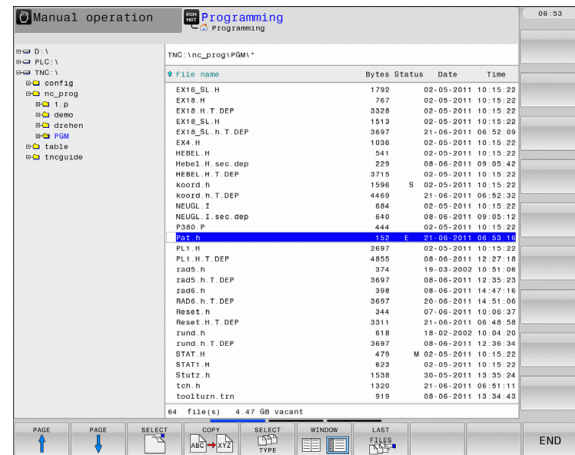 Manual operation
PGM MGT
Programming
Programming
06:53
D:\
PLC:\
TNC:\
config
nc_prog
1.p
demo
drehen
PGM
table
tncguide
TNC:\nc_prog\PGM\*
File name Bytes Status Date Time
EX16_SL.H 1792 02-05-2011 10:15:22
EX18.H 767 02-05-2011 10:15:22
EX18.H.T.DEP 3328 02-05-2011 10:15:22
EX18_SL.H 1513 02-05-2011 10:15:22
EX18_SL.h.T.DEP 3697 21-06-2011 06:52:09
EX4.H 1036 02-05-2011 10:15:22
HEBEL.H 541 02-05-2011 10:15:22
Hebel.H.sec.dep 229 08-06-2011 09:05:42
HEBEL.H.T.DEP 3715 02-05-2011 10:15:22
koord.h 1596 S 02-05-2011 10:15:22
koord.h.T.DEP 4469 21-06-2011 06:52:32
NEUGL.I 684 02-05-2011 10:15:22
NEUGL.I.sec.dep 640 08-06-2011 09:05:12
P380.P 444 02-05-2011 10:15:22
Pat.h 152 E 21-06-2011 06:53:16
PL1.H 2697 02-05-2011 10:15:22
PL1.H.T.DEP 4855 08-06-2011 12:27:18
rad5.h 374 19-03-2002 10:51:06
rad5.h.T.DEP 3697 08-06-2011 12:35:23
rad6.h 398 08-06-2011 14:47:16
RAD6.h.T.DEP 3697 20-06-2011 14:51:06
Reset.h 344 07-06-2011 10:06:37
Reset.H.T.DEP 3311 21-06-2011 06:48:58
rund.h 618 18-02-2002 10:04:20
rund.h.T.DEP 3697 08-06-2011 12:36:34
STAT.H 479 M 02-05-2011 10:15:22
STAT1.H 623 02-05-2011 10:15:22
Stutz.h 1538 30-05-2011 13:35:24
tch.h 1320 21-06-2011 06:51:11
toolturn.trn 919 08-06-2011 13:34:43
64 file(s) 4.47 GB vacant
PAGE PAGE SELECT COPY SELECT WINDOW LAST
FILES
ABC XYZ
TYPE
END